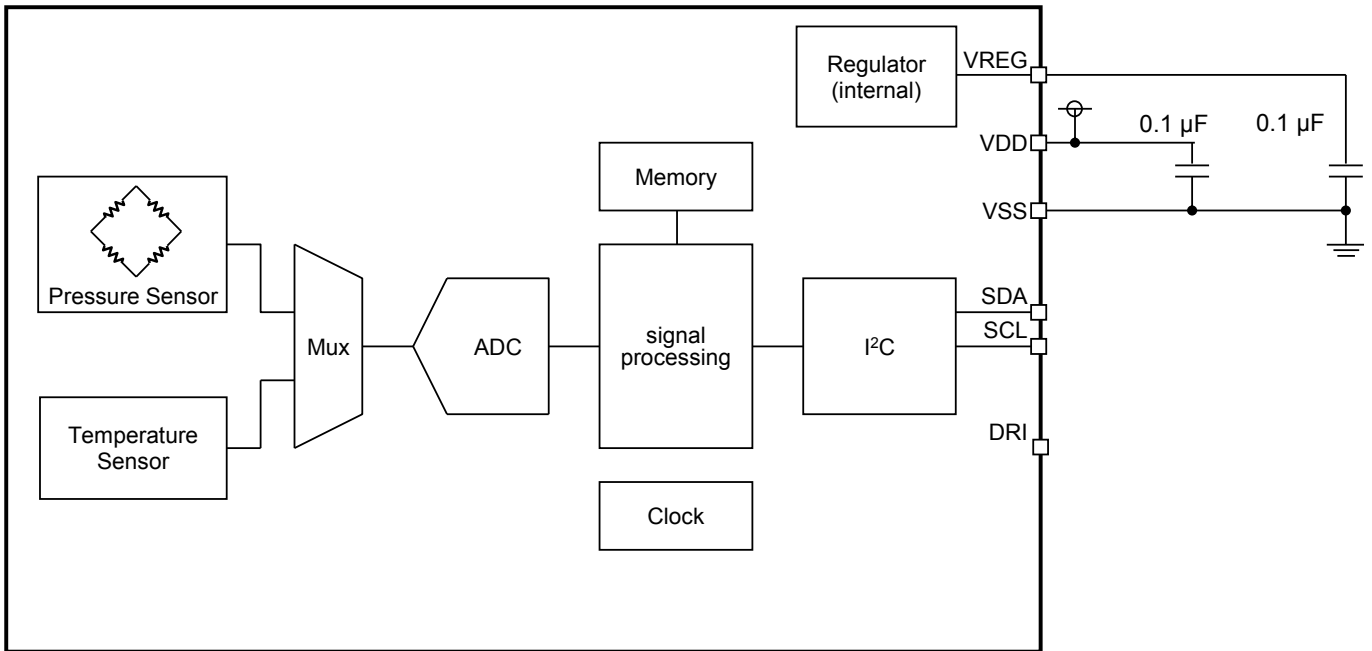 Regulator
(internal)
VREG
VDD
0.1 µF
0.1 µF
VSS
Memory
Pressure Sensor
Mux
ADC
signal
processing
I²C
SDA
SCL
DRI
Temperature
Sensor
Clock